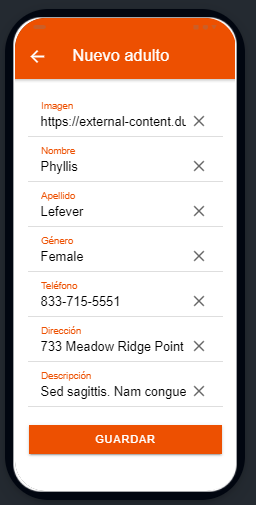 Nuevo adulto
Imagen
https://external-content.du
Nombre
Phyllis
Apellido
Lefever
Género
Female
Teléfono
833-715-5551
Dirección
733 Meadow Ridge Point
Descripción
Sed sagittis. Nam congue
GUARDAR